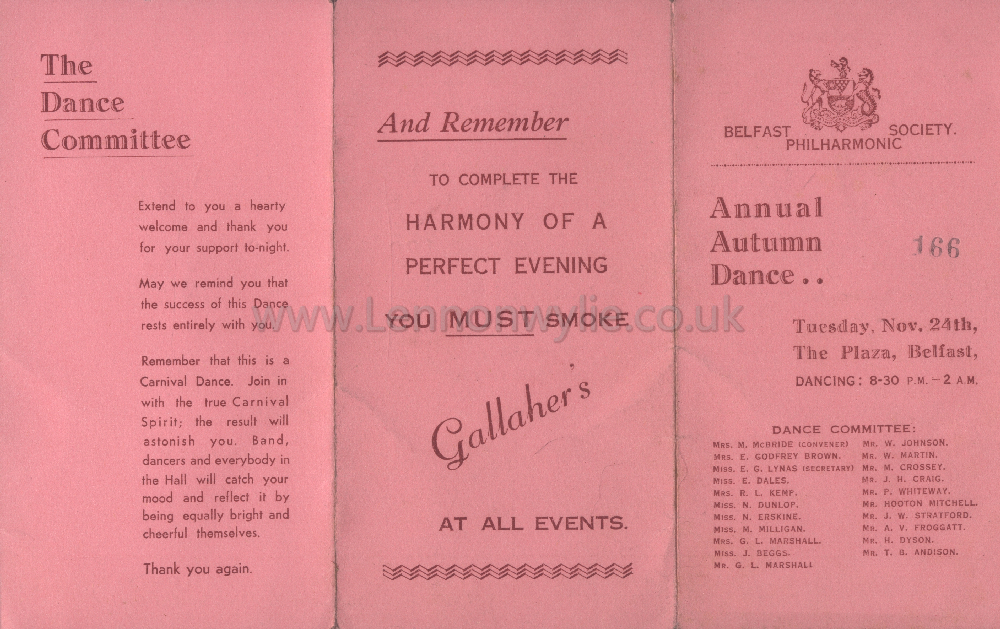 The
Dance
Committee
Extend to you a hearty
welcome and thank you
for your support to-night.
May we remind you that
the success of this Dance
rests entirely with you.
Remember that this is a
Carnival Dance. Join in
with the true Carnival
Spirit; the result will
astonish you. Band,
dancers and everybody in
the Hall will catch your
mood and reflect it by
being equally bright and
cheerful themselves.
Thank you again.
And Remember
TO COMPLETE THE
HARMONY OF A
PERFECT EVENING
YOU MUST SMOKE
Gallaher's
AT ALL EVENTS.
BELFAST SOCIETY.
PHILHARMONIC
Annual
Autumn
Dance..
166
Tuesday, Nov. 24th,
The Plaza, Belfast,
DANCING: 8-30 P.M. – 2 A.M.
DANCE COMMITTEE:
MRS. M. McBRIDE (CONVENER)
MRS. E. GODFREY BROWN.
MISS. E. G. LYNAS (SECRETARY)
MISS. E. DALES.
MRS. R. L. KEMP.
MISS. N. DUNLOP.
MISS. N. ERSKINE.
MISS. M. MILLIGAN.
MRS. G. L. MARSHALL.
MISS. J. BEGGS.
MR. G. L. MARSHALL
MR. W. JOHNSON.
MR. W. MARTIN.
MR. M. CROSSEY.
MR. J. H. CRAIG.
MR. P. WHITEWAY.
MR. HOOTON MITCHELL.
MR. J. W. STRATFORD.
MR. A. V. FROGGATT.
MR. H. DYSON.
MR. T. B. ANDISON.
www.Lennonwylie.co.uk